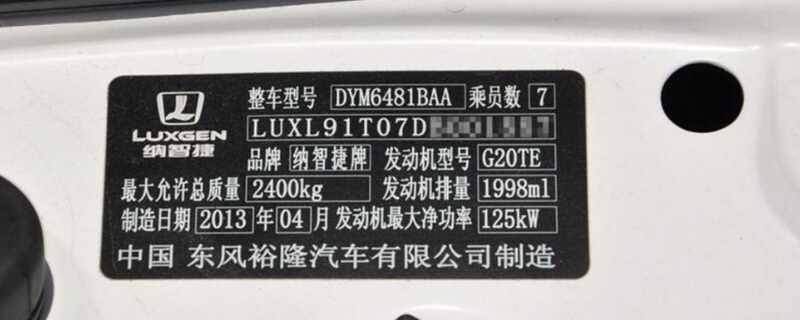 LUXGEN
纳智捷
整车型号 DYM6481BAA 乘员数 7
LUXL91T07D
品牌 纳智捷牌 发动机型号 G20TE
最大允许总质量 2400kg 发动机排量 1998ml
制造日期 2013 年 04 月 发动机最大净功率 125kW
中国 东风裕隆汽车有限公司制造